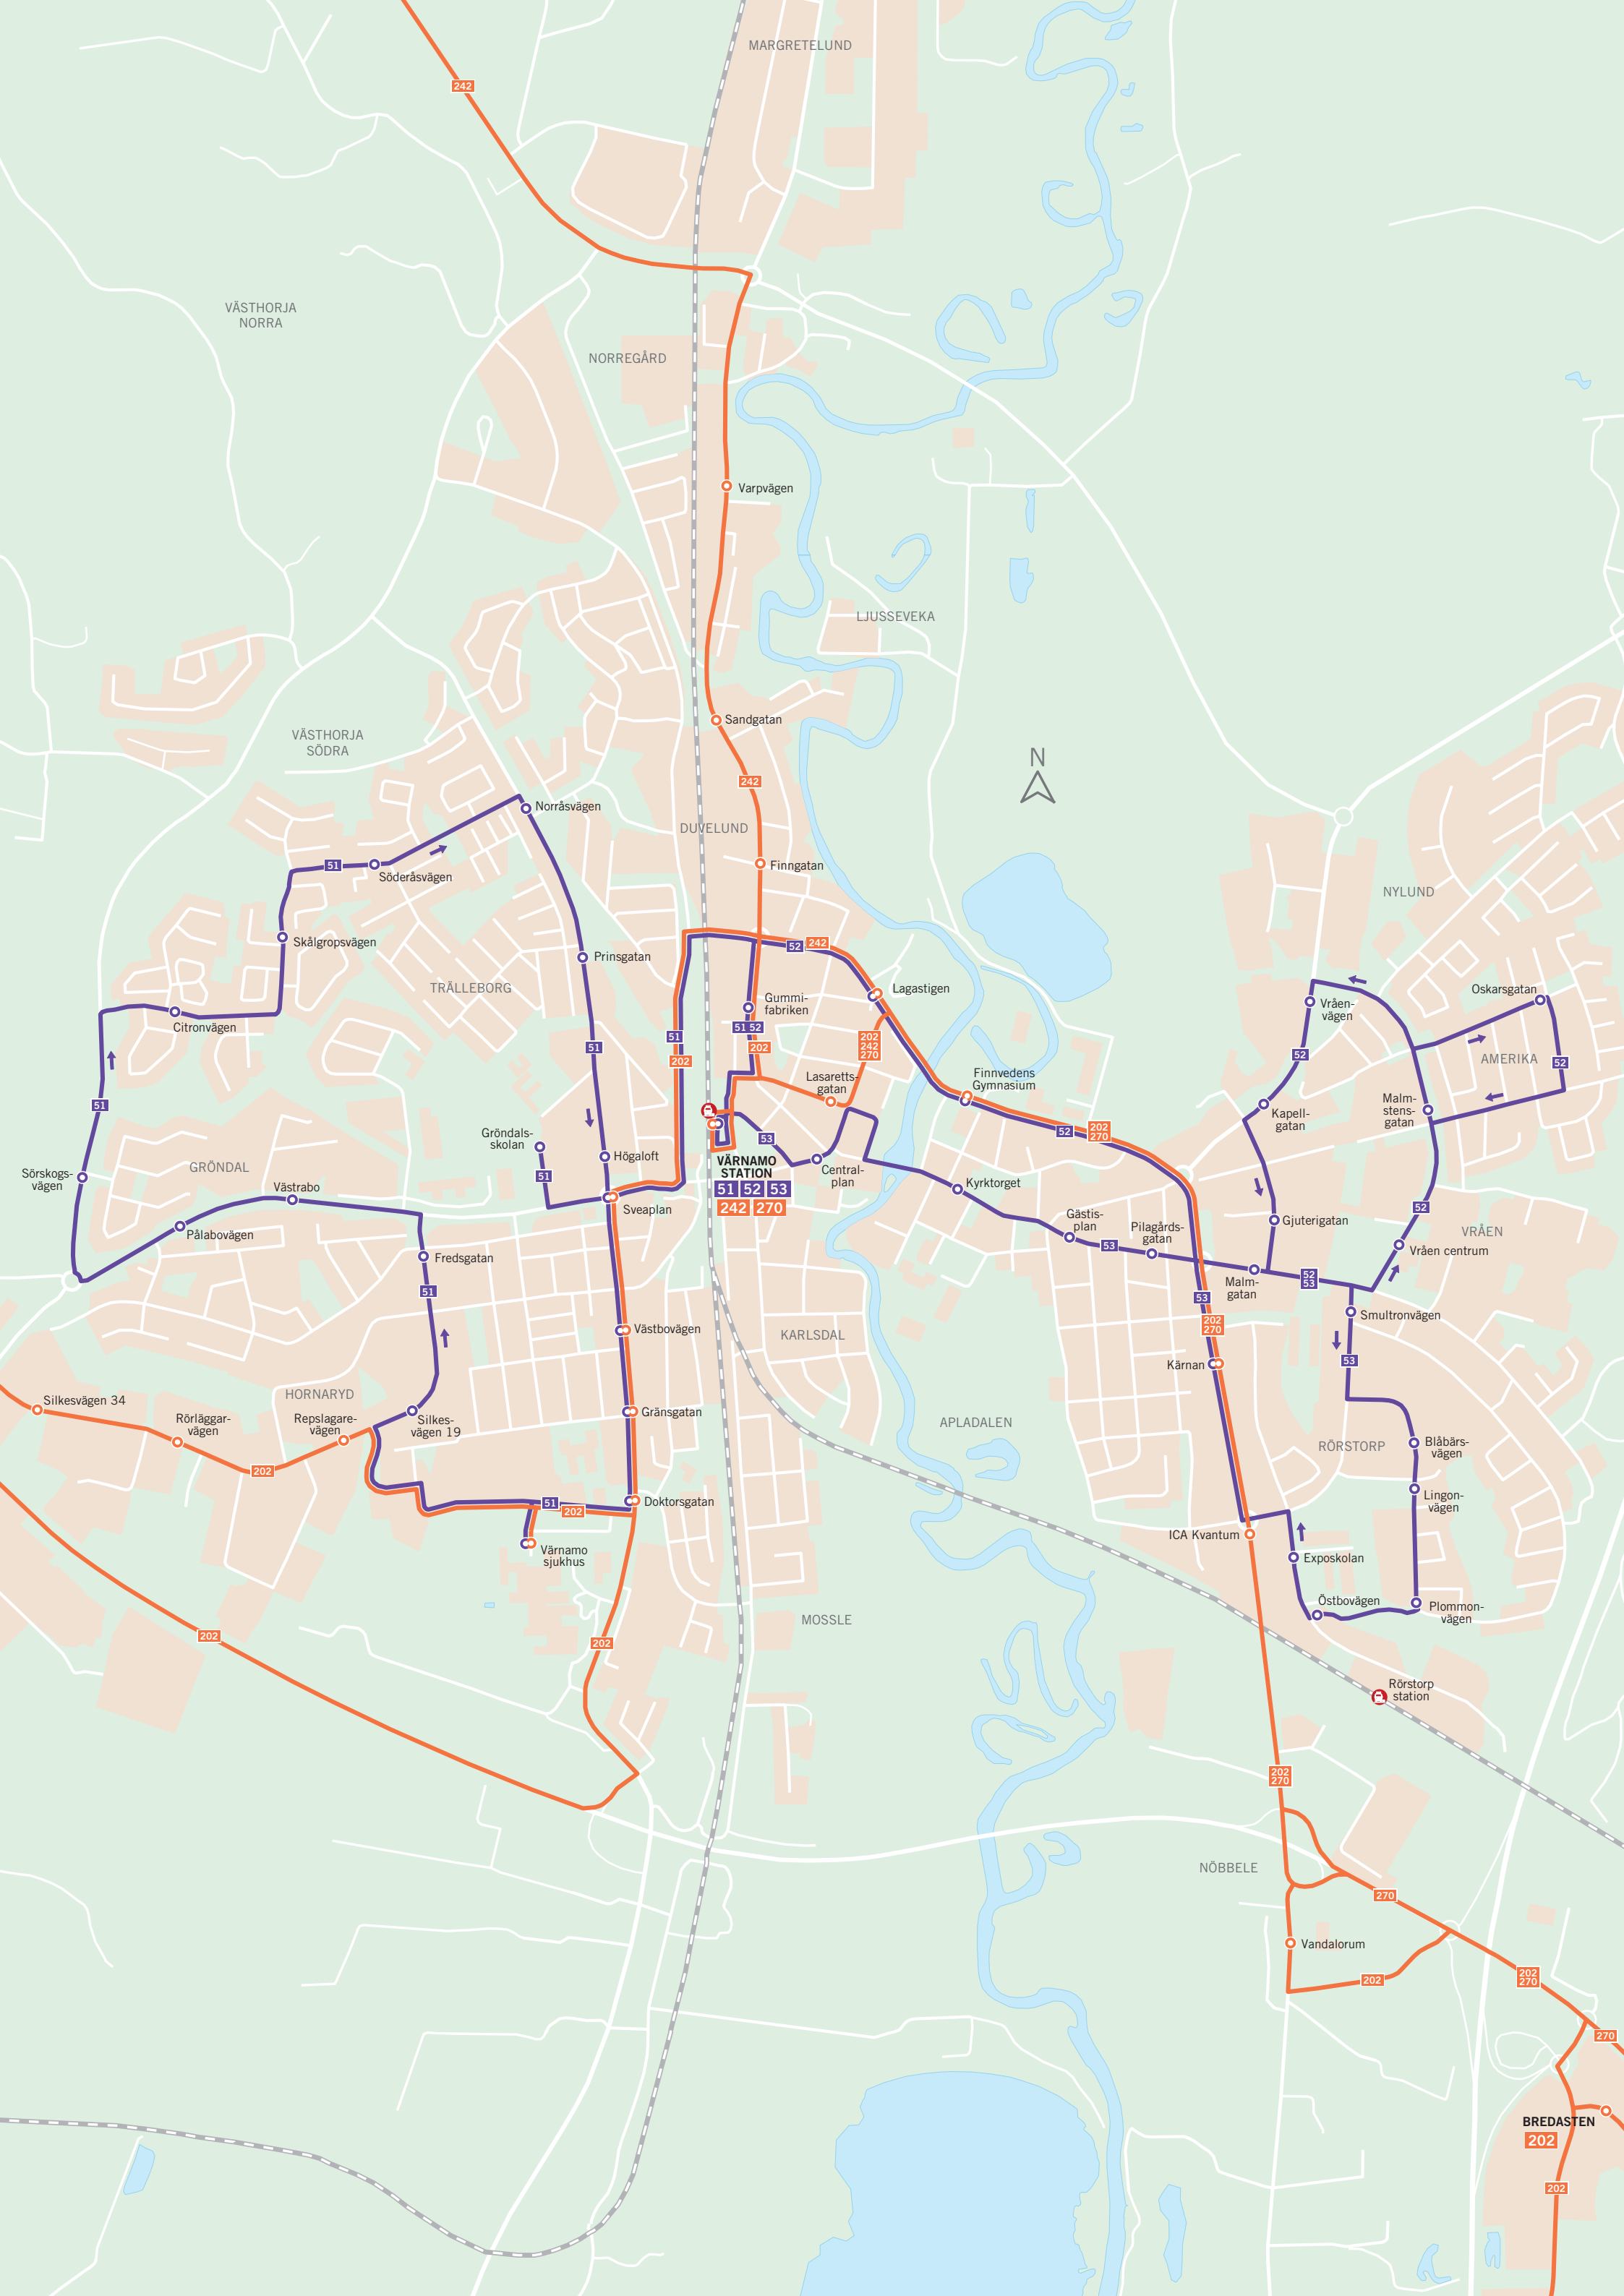 MARGRETELUND
242
VÄSTHORJA
NORRA
NORREGÅRD
Varpvägen
LJUSSEVEKA
Sandgatan
VÄSTHORJA
SÖDRA
N
242
Norråsvägen
DUVELUND
51
Söderåsvägen
Finngatan
NYLUND
Skålgropsvägen
52
242
Prinsgatan
TRÄLLEBORG
Lagastigen
Oskarsgatan
Gummi-
fabriken
Vråen-
vägen
Citronvägen
51 52
51
202
242
270
51
202
202
52
AMERIKA
52
Finnvedens
Gymnasium
Lasaretts-
gatan
51
Malm-
stens-
gatan
Kapell-
gatan
Gröndals-
skolan
53
52
202
270
Högaloft
GRÖNDAL
Sörskogs-
vägen
51
VÄRNAMO
STATION
51 52 53
242 270
Central-
plan
Kyrktorget
Västrabo
Sveaplan
52
Pålabovägen
Gästis-
plan
Pilagårds-
gatan
Gjuterigatan
VRÅEN
53
Vråen centrum
Fredsgatan
51
Malm-
gatan
52
53
53
Smultronvägen
202
270
Västbovägen
KARLSDAL
53
Kärnan
HORNARYD
Silkesvägen 34
Rörläggar-
vägen
Repslagare-
vägen
Silkes-
vägen 19
Gränsgatan
APLADALEN
RÖRSTORP
Blåbärs-
vägen
202
51
202
Doktorsgatan
Lingon-
vägen
ICA Kvantum
Värnamo
sjukhus
Exposkolan
Östbovägen
Plommon-
vägen
MOSSLE
202
202
Rörstorp
station
202
270
NÖBBELE
270
Vandalorum
202
202
270
270
BREDASTEN
202
202